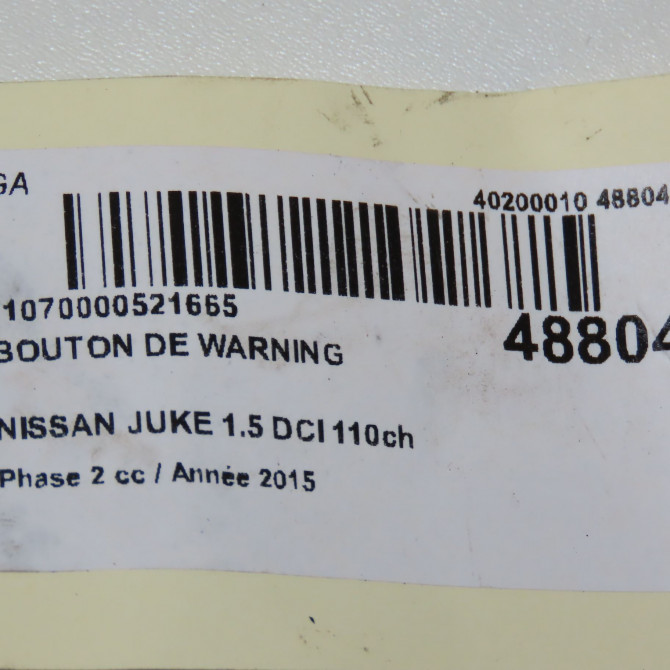 GA
40200010 48804
1070000521665
BOUTON DE WARNING
48804
NISSAN JUKE 1.5 DCI 110ch
Phase 2 cc / Année 2015